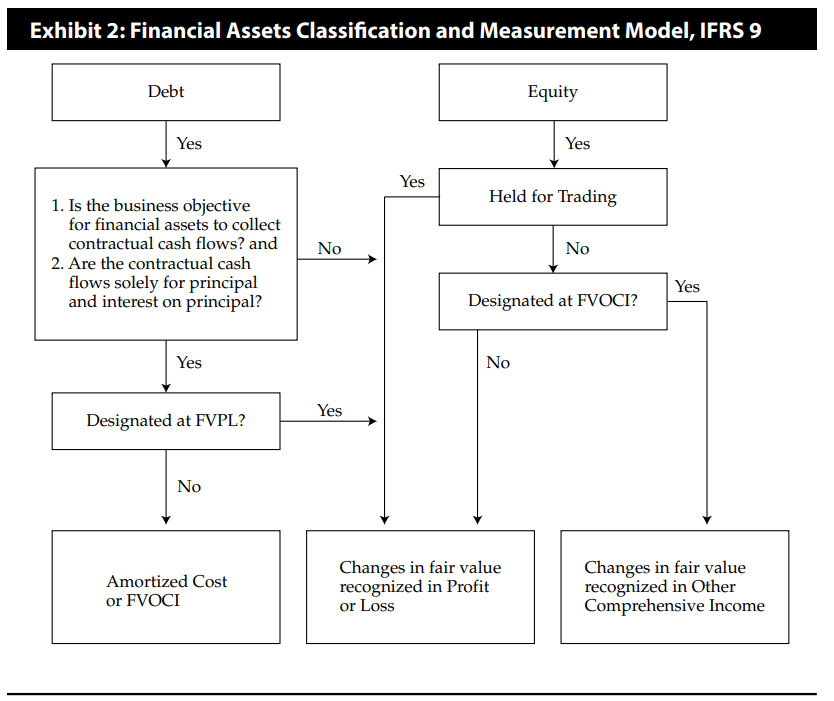 Exhibit 2: Financial Assets Classification and Measurement Model, IFRS 9
Debt
Equity
Yes
Yes
1. Is the business objective
for financial assets to collect
contractual cash flows? and
2. Are the contractual cash
flows solely for principal
and interest on principal?
No
Yes
Held for Trading
No
Designated at FVOCI?
Yes
No
Yes
Designated at FVPL?
Yes
No
Amortized Cost
or FVOCI
Changes in fair value
recognized in Profit
or Loss
Changes in fair value
recognized in Other
Comprehensive Income